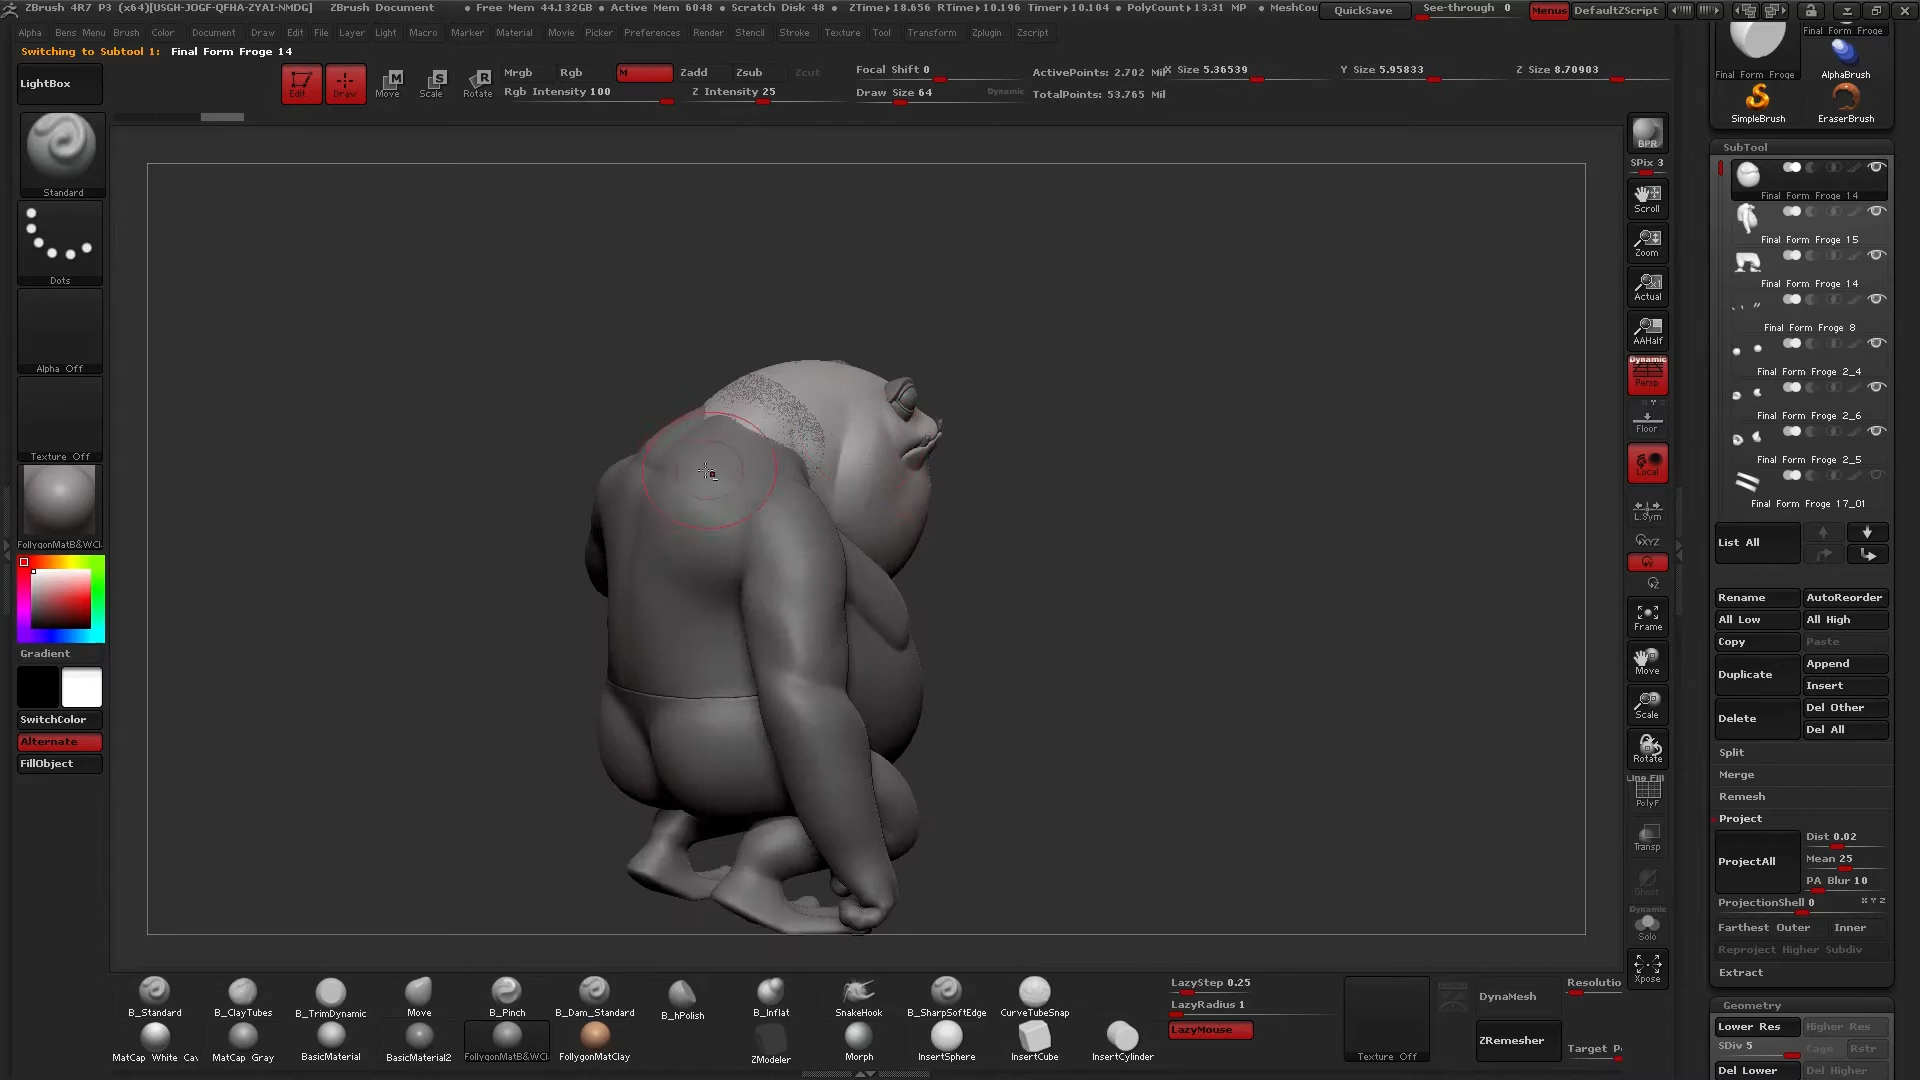 ZBrush 4R7 P3 (x64)[USGH-JOGF-QFHA-ZYAI-NMDG] ZBrush Document • Free Mem 44.132GB • Active Mem 6048 • Scratch Disk 48 • ZTime▸18.656 RTime▸10.196 Timer▸10.104 • PolyCount▸13.31 MP • MeshCou QuickSave See-through 0 Menus DefaultZScript
Alpha Bens Menu Brush Color Document Draw Edit File Layer Light Macro Marker Material Movie Picker Preferences Render Stencil Stroke Texture Tool Transform Zplugin Zscript
Switching to Subtool 1: Final Form Froge 14
LightBox
Edit Draw Move Scale Rotate
Mrgb Rgb M Zadd Zsub Zcut
Rgb Intensity 100 Z Intensity 25
Focal Shift 0
Draw Size 64 Dynamic
ActivePoints: 2.702 Mil
TotalPoints: 53.765 Mil
X Size 5.36539 Y Size 5.95833 Z Size 8.70903
Standard
Dots
Alpha Off
Texture Off
FollygonMatB&WCl
Gradient
SwitchColor
Alternate
FillObject
BPR
SPix 3
Scroll
Zoom
Actual
AAHalf
Dynamic
Persp
Floor
Local
L.Sym
XYZ
Frame
Move
Scale
Rotate
Line Fill
PolyF
Transp
Ghost
Dynamic
Solo
Xpose
Final Form Froge
Final Form Froge
AlphaBrush
SimpleBrush EraserBrush
SubTool
Final Form Froge 14
Final Form Froge 15
Final Form Froge 14
Final Form Froge 8
Final Form Froge 2_4
Final Form Froge 2_6
Final Form Froge 2_5
Final Form Froge 17_01
List All
Rename AutoReorder
All Low All High
Copy Paste
Duplicate Append
Insert
Delete Del Other
Del All
Split
Merge
Remesh
Project
ProjectAll Dist 0.02
Mean 25
PA Blur 10
ProjectionShell 0 X Y Z
Farthest Outer Inner
Reproject Higher Subdiv
Extract
Geometry
Lower Res Higher Res
SDiv 5 Cage Rstr
Del Lower Del Higher
B_Standard B_ClayTubes B_TrimDynamic Move B_Pinch B_Dam_Standard B_hPolish B_Inflat SnakeHook B_SharpSoftEdge CurveTubeSnap
MatCap White Cav MatCap Gray BasicMaterial BasicMaterial2 FollygonMatB&WCl FollygonMatClay ZModeler Morph InsertSphere InsertCube InsertCylinder
LazyStep 0.25
LazyRadius 1
LazyMouse
Texture Off
DynaMesh Resolutio
ZRemesher Target P